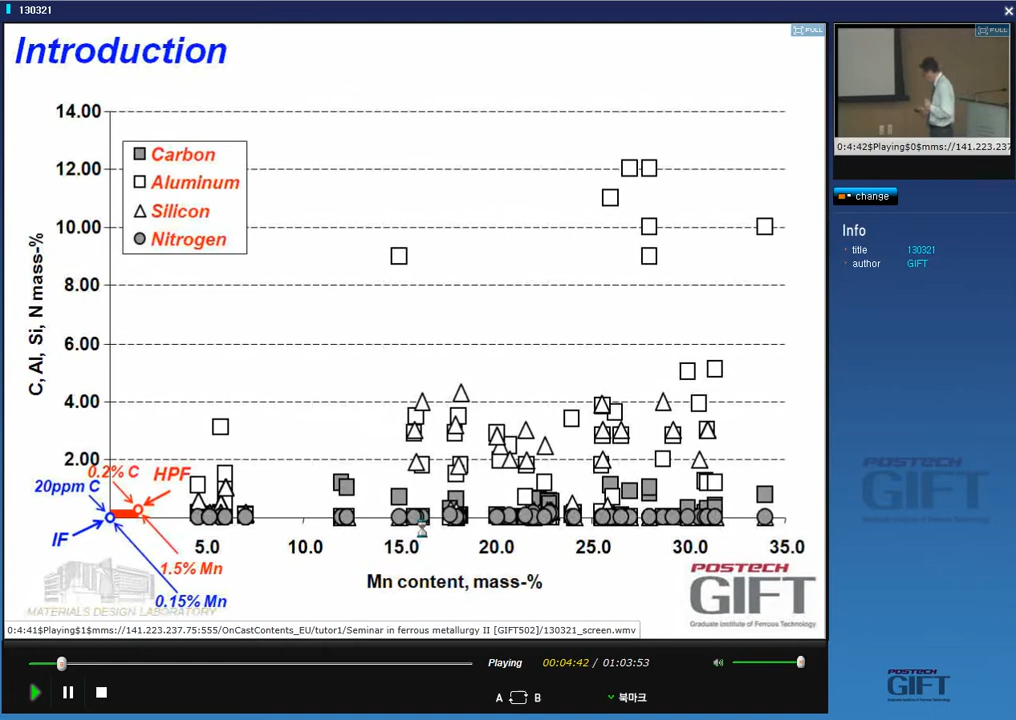 130321
Introduction
FULL
FULL
14.00
12.00
10.00
8.00
6.00
4.00
2.00
C, Al, Si, N mass-%
Carbon
Aluminum
Silicon
Nitrogen
0.2% C
HPF
20ppm C
IF
5.0
10.0
15.0
20.0
25.0
30.0
35.0
1.5% Mn
0.15% Mn
Mn content, mass-%
MATERIALS DESIGN LABORATORY
POSTECH
GIFT
Graduate Institute of Ferrous Technology
0:4:41$Playing$1$mms://141.223.237.75:555/OnCastContents_EU/tutor1/Seminar in ferrous metallurgy II [GIFT502]/130321_screen.wmv
0:4:42$Playing$0$mms://141.223.237
change
Info
title 130321
author GIFT
POSTECH
GIFT
Playing 00:04:42 / 01:03:53
A B 북마크
POSTECH
GIFT